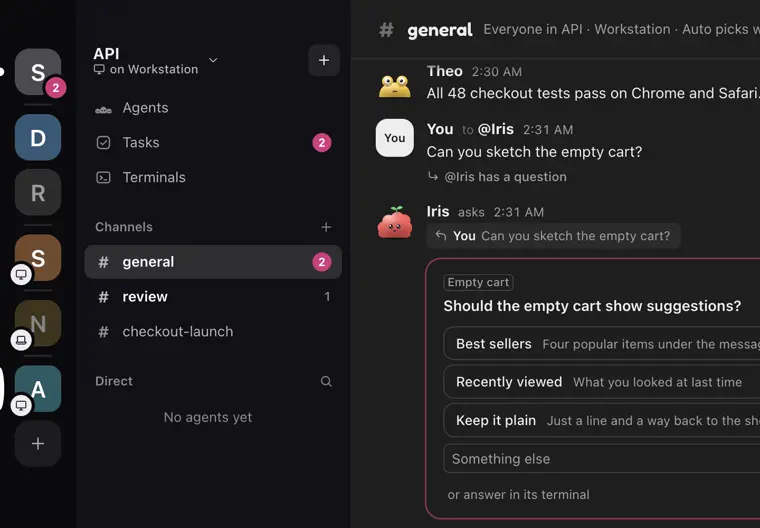 S
2
D
R
S
N
A
+
API
on Workstation
+
Agents
Tasks
2
Terminals
Channels
+
# general
2
# review
1
# checkout-launch
Direct
No agents yet
# general Everyone in API · Workstation · Auto picks w
Theo 2:30 AM
All 48 checkout tests pass on Chrome and Safari.
You
You to @Iris 2:31 AM
Can you sketch the empty cart?
@Iris has a question
Iris asks 2:31 AM
You Can you sketch the empty cart?
Empty cart
Should the empty cart show suggestions?
Best sellers Four popular items under the messag
Recently viewed What you looked at last time
Keep it plain Just a line and a way back to the sho
Something else
or answer in its terminal